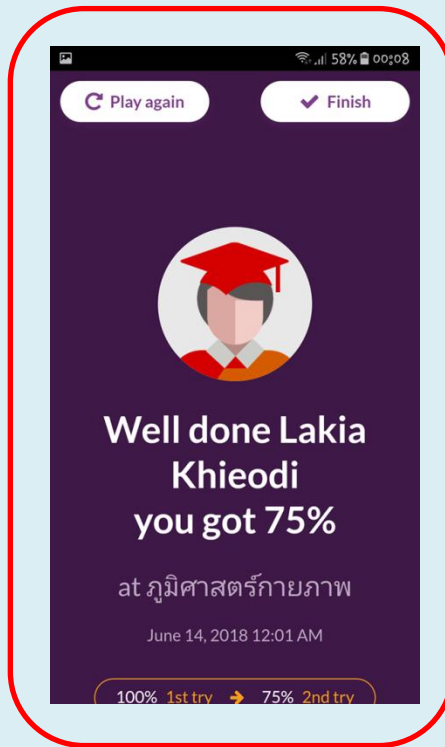 58% 00:08
Play again
Finish
Well done Lakia
Khieodi
you got 75%
at ภูมิศาสตร์กายภาพ
June 14, 2018 12:01 AM
100% 1st try → 75% 2nd try